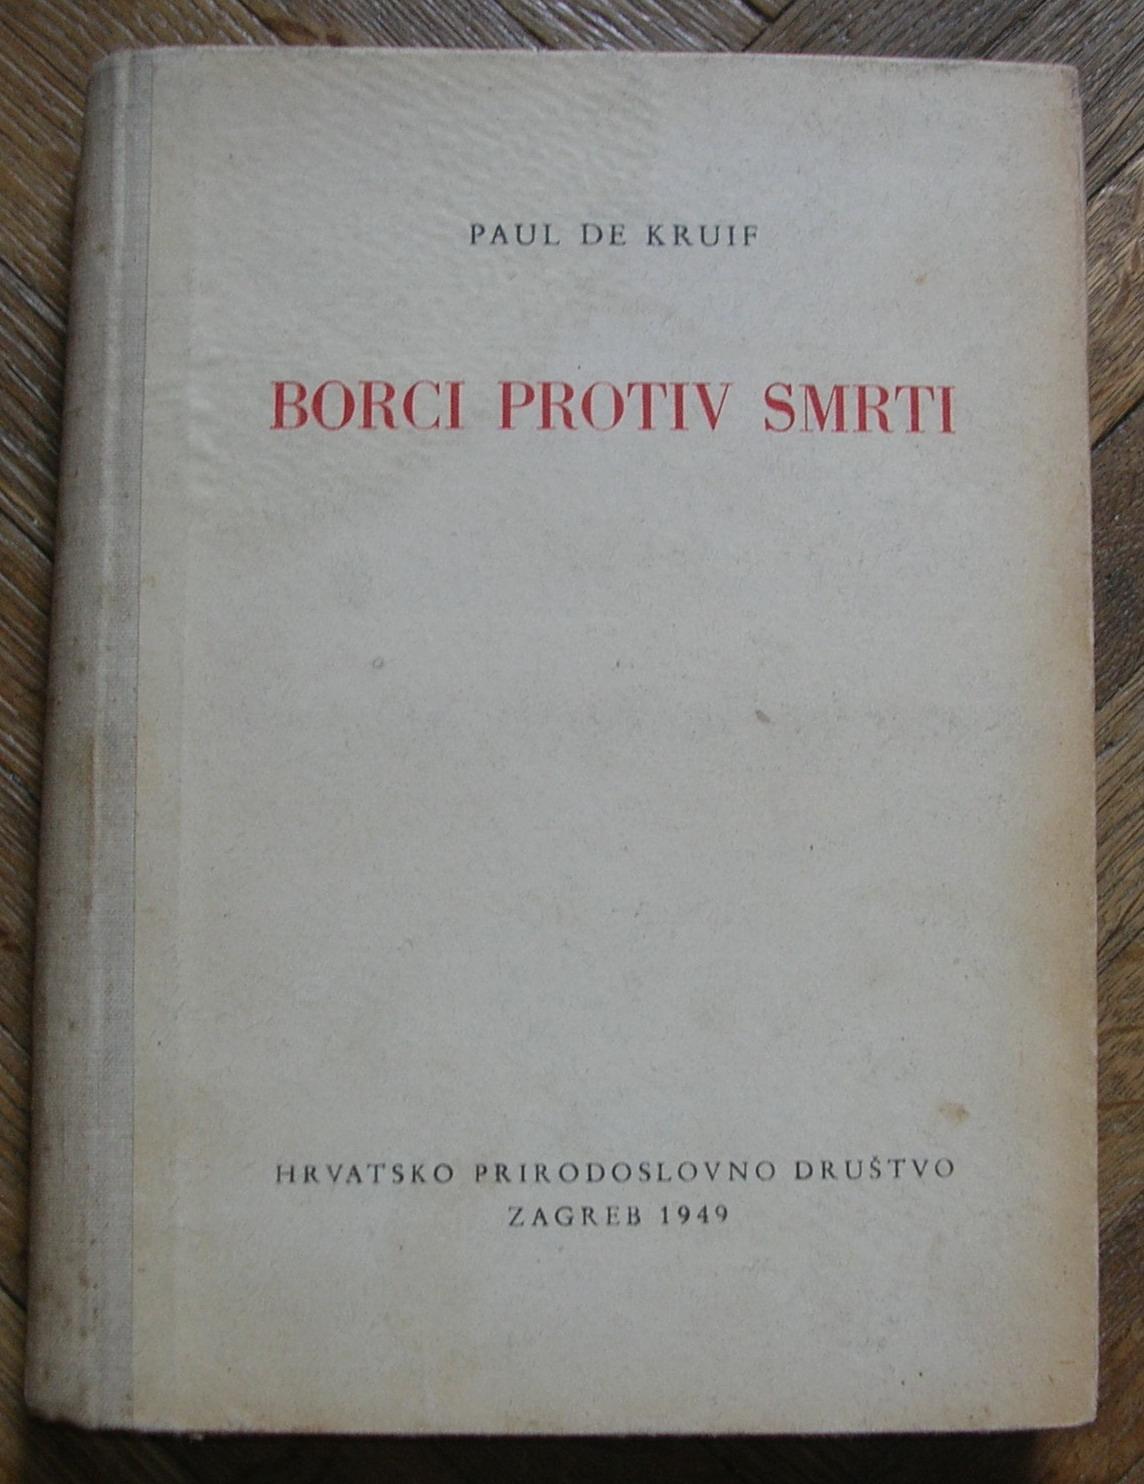 PAUL DE KRUIF
BORCI PROTIV SMRTI
HRVATSKO PRIRODOSLOVNO DRUŠTVO
ZAGREB 1949